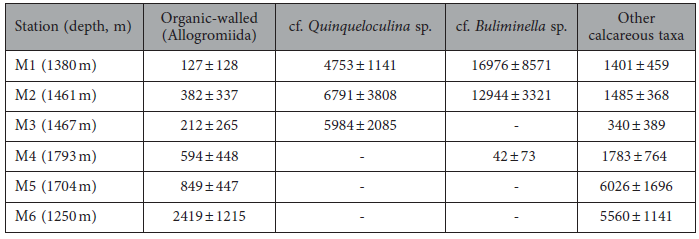 Station (depth, m) Organic-walled (Allogromiida) cf. Quinqueloculina sp. cf. Buliminella sp. Other calcareous taxa
M1 (1380 m) 127 ± 128 4753 ± 1141 16976 ± 8571 1401 ± 459
M2 (1461 m) 382 ± 337 6791 ± 3808 12944 ± 3321 1485 ± 368
M3 (1467 m) 212 ± 265 5984 ± 2085 - 340 ± 389
M4 (1793 m) 594 ± 448 - 42 ± 73 1783 ± 764
M5 (1704 m) 849 ± 447 - - 6026 ± 1696
M6 (1250 m) 2419 ± 1215 - - 5560 ± 1141